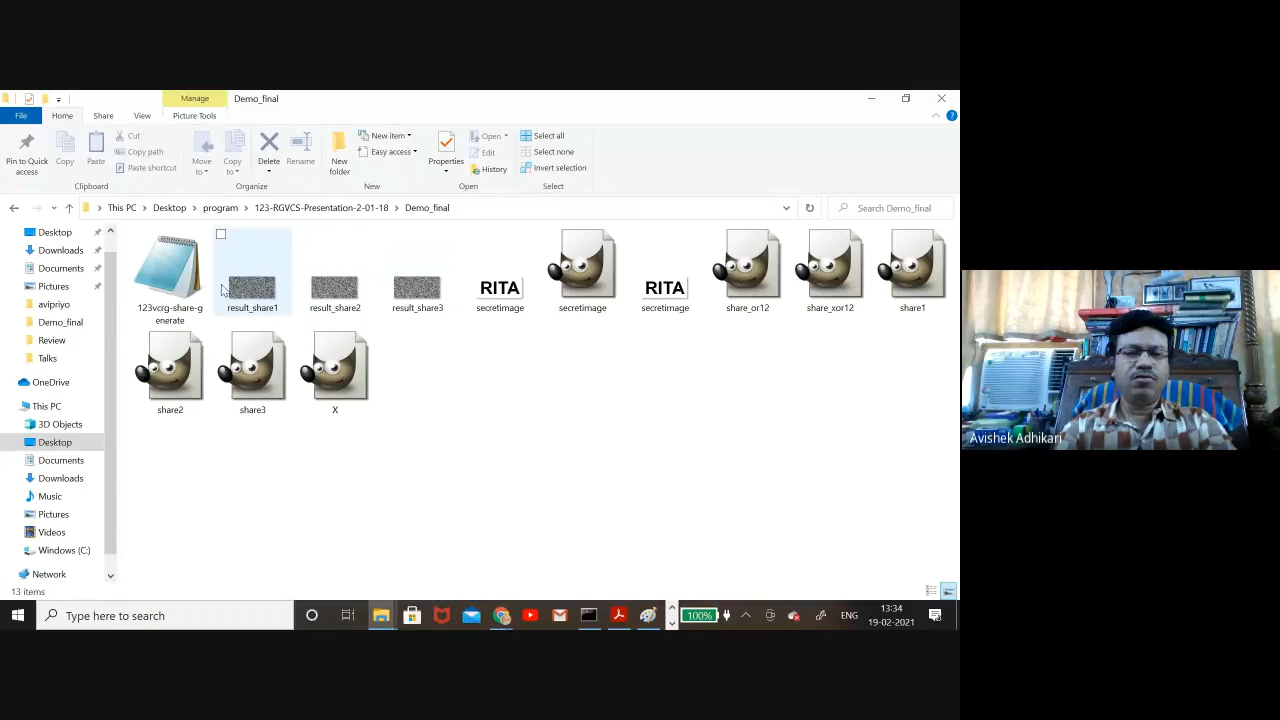 Manage
Demo_final
File
Home
Share
View
Picture Tools
Pin to Quick access
Copy
Paste
Cut
Copy path
Paste shortcut
Clipboard
Move to
Copy to
Delete
Rename
Organize
New folder
New item
Easy access
New
Properties
Open
Edit
History
Open
Select all
Select none
Invert selection
Select
This PC > Desktop > program > 123-RGVCS-Presentation-2-01-18 > Demo_final
Search Demo_final
Desktop
Downloads
Documents
Pictures
avipriyo
Demo_final
Review
Talks
OneDrive
This PC
3D Objects
Desktop
Documents
Downloads
Music
Pictures
Videos
Windows (C:)
Network
123vcrg-share-g
enerate
result_share1
result_share2
result_share3
RITA
secretimage
secretimage
RITA
secretimage
share_or12
share_xor12
share1
share2
share3
X
13 items
Type here to search
100%
ENG
13:34
19-02-2021
Avishek Adhikari